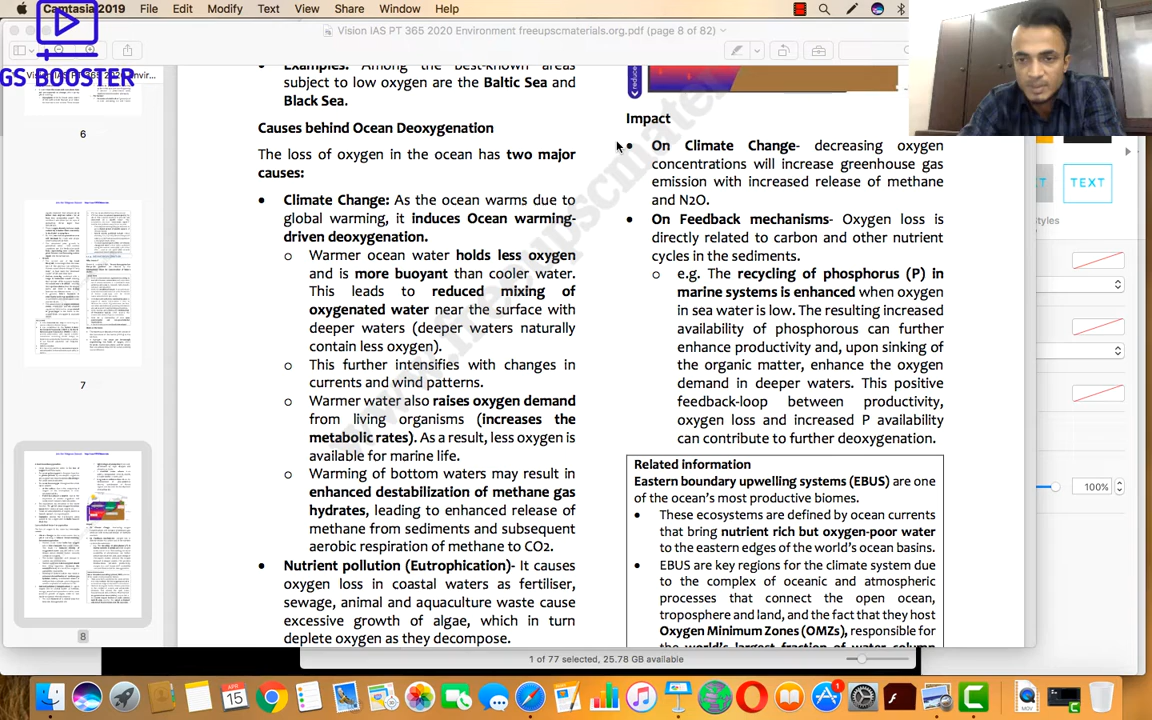 Camtasia 2019 File Edit Modify Text View Share Window Help
Vision IAS PT 365 2020 Environment freeupscmaterials.org.pdf (page 8 of 82)
GS BOOSTER
Examples: Among the best-known areas
subject to low oxygen are the Baltic Sea and
Black Sea.
Causes behind Ocean Deoxygenation
The loss of oxygen in the ocean has two major
causes:
Climate Change: As the ocean warms due to
global warming, it induces Ocean warming-
driven deoxygenation.
o Warmer ocean water holds less oxygen
and is more buoyant than cooler water.
This leads to reduced mixing of
oxygenated water near the surface with
deeper waters (deeper waters naturally
contain less oxygen).
o This further intensifies with changes in
currents and wind patterns.
o Warmer water also raises oxygen demand
from living organisms (increases the
metabolic rates). As a result, less oxygen is
available for marine life.
o Warming of bottom waters may result in
enhanced destabilization of methane gas
hydrates, leading to enhanced release of
methane from sediments and subsequent
aerobic respiration of methane to CO2.
Nutrient pollution (Eutrophication)- It causes
oxygen loss in coastal waters as fertiliser,
sewage, animal and aquaculture waste cause
excessive growth of algae, which in turn
deplete oxygen as they decompose.
Impact
On Climate Change- decreasing oxygen
concentrations will increase greenhouse gas
emission with increased release of methane
and N2O.
On Feedback mechanisms- Oxygen loss is
directly related to carbon and other nutrient
cycles in the sediments.
o e.g. The recycling of phosphorus (P) in
marine systems is enhanced when oxygen
in sea water is low. The resulting increased
availability of phosphorous can further
enhance productivity and, upon sinking of
the organic matter, enhance the oxygen
demand in deeper waters. This positive
feedback-loop between productivity,
oxygen loss and increased P availability
can contribute to further deoxygenation.
Related information
Eastern boundary upwelling systems (EBUS) are one
of the ocean's most productive biomes.
These ecosystems are defined by ocean currents
that bring nutrient rich but oxygen-poor water
to the eastern edges of the world's ocean basins.
EBUS are key regions for the climate system due
to the complex of oceanic and atmospheric
processes that connect the open ocean,
troposphere and land, and the fact that they host
Oxygen Minimum Zones (OMZs), responsible for
the world's largest fraction of water column
6
7
8
TEXT
100%
1 of 77 selected, 25.78 GB available
APR
15